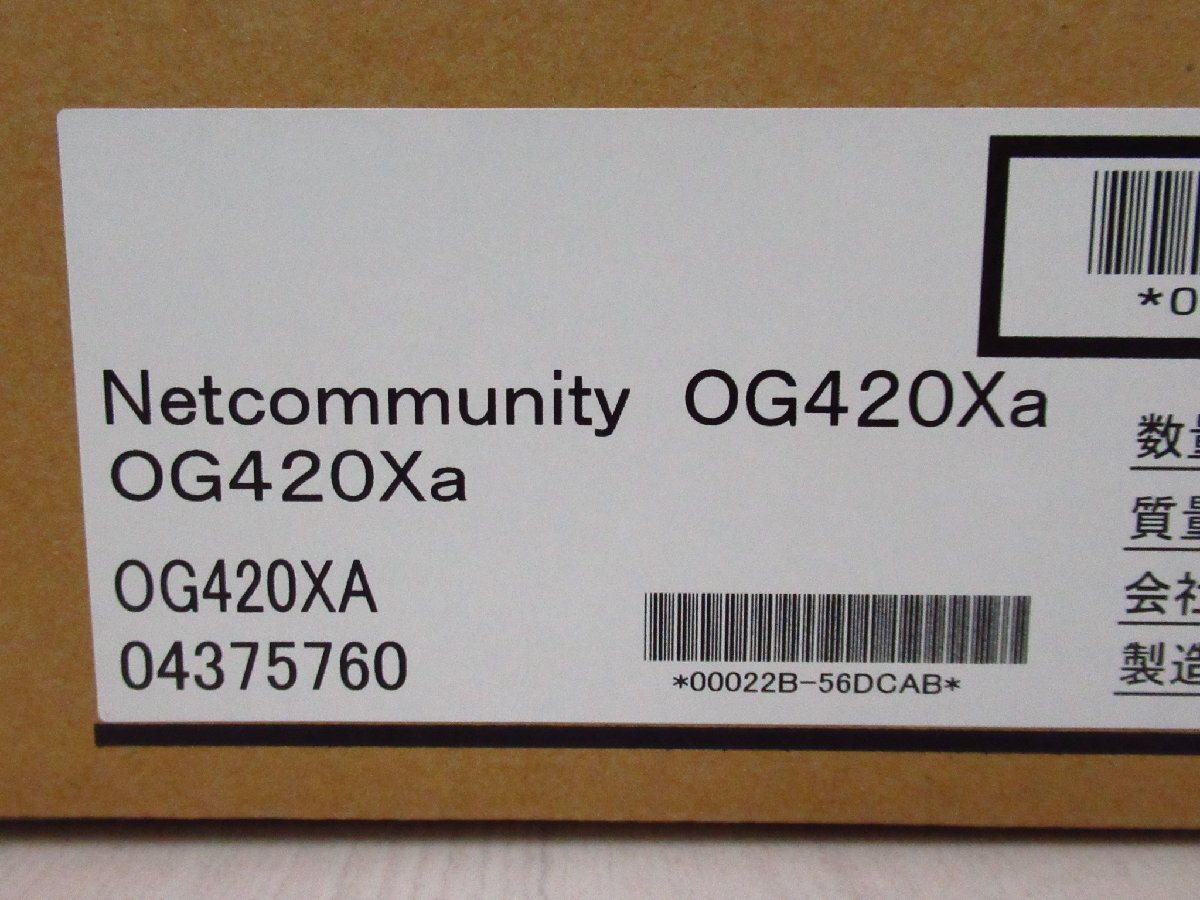 *0
Netcommunity OG420Xa
OG420Xa
OG420XA
04375760
*00022B-56DCAB*
数量
質量
会社
製造